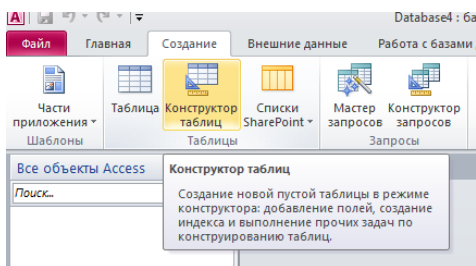 A
Database4 : ба
Файл Главная Создание Внешние данные Работа с базами
Части приложения
Таблица
Конструктор таблиц
Списки SharePoint
Мастер запросов
Конструктор запросов
Шаблоны Таблицы Запросы
Все объекты Access
Поиск...
Конструктор таблиц
Создание новой пустой таблицы в режиме
конструктора: добавление полей, создание
индекса и выполнение прочих задач по
конструированию таблиц.